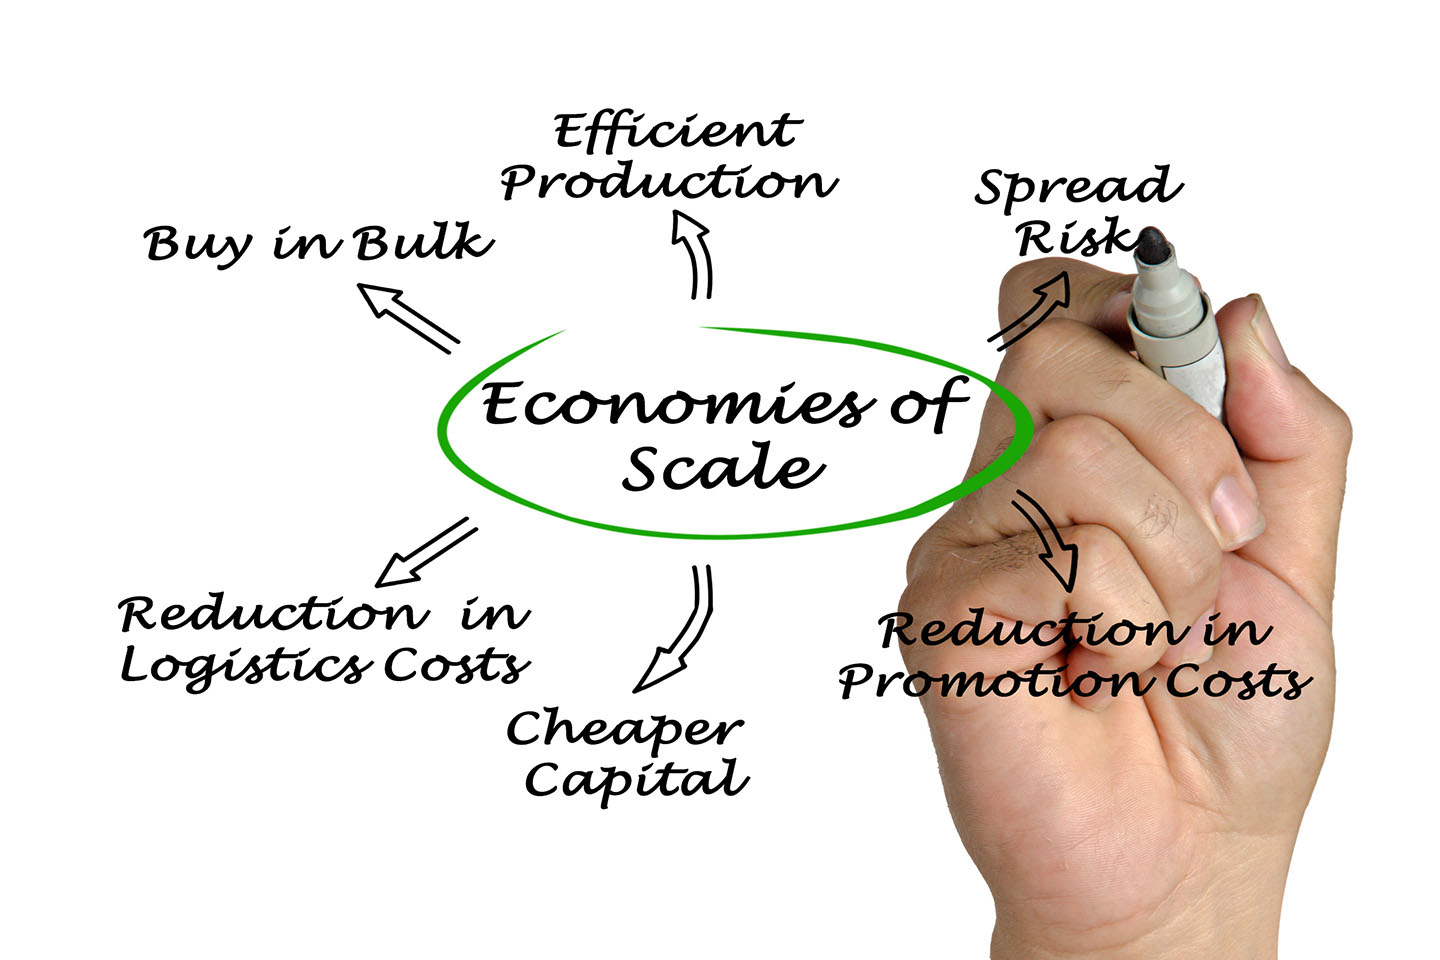 Efficient
Production
Spread
Risk
Buy in Bulk
Economies of
Scale
Reduction in
Logistics Costs
Reduction in
Promotion Costs
Cheaper
Capital